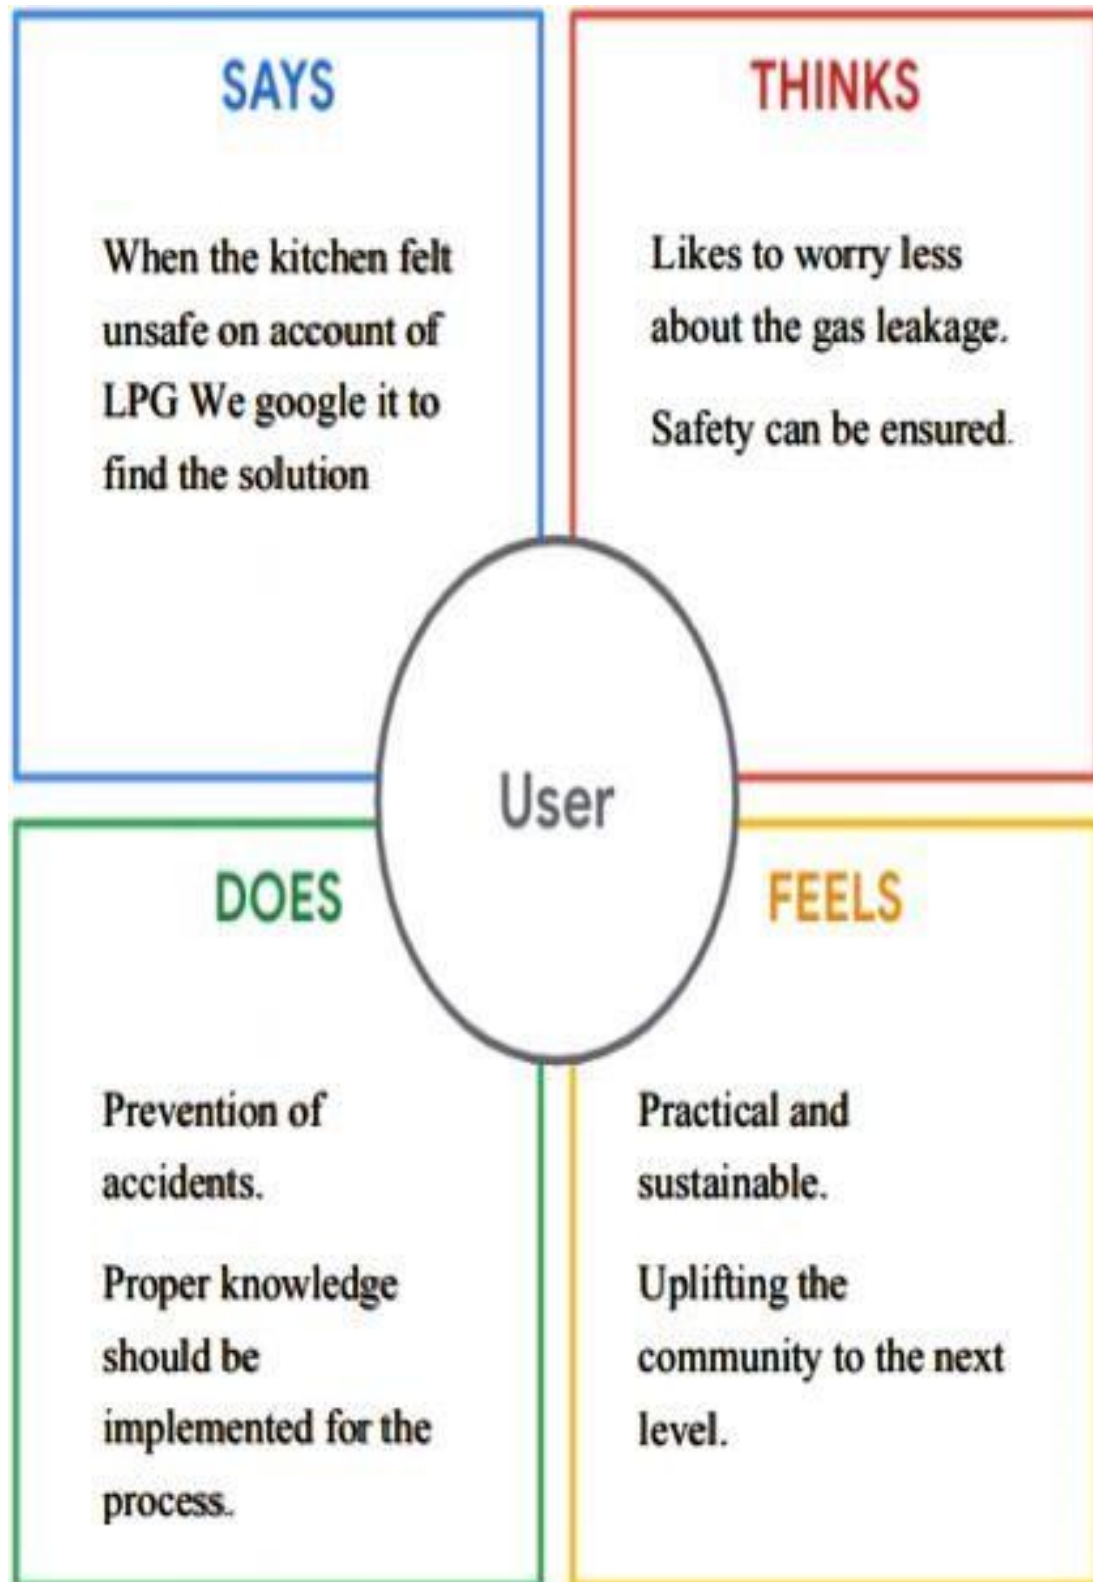 SAYS
When the kitchen felt
unsafe on account of
LPG We google it to
find the solution
THINKS
Likes to worry less
about the gas leakage.
Safety can be ensured.
User
DOES
Prevention of
accidents.
Proper knowledge
should be
implemented for the
process.
FEELS
Practical and
sustainable.
Uplifting the
community to the next
level.